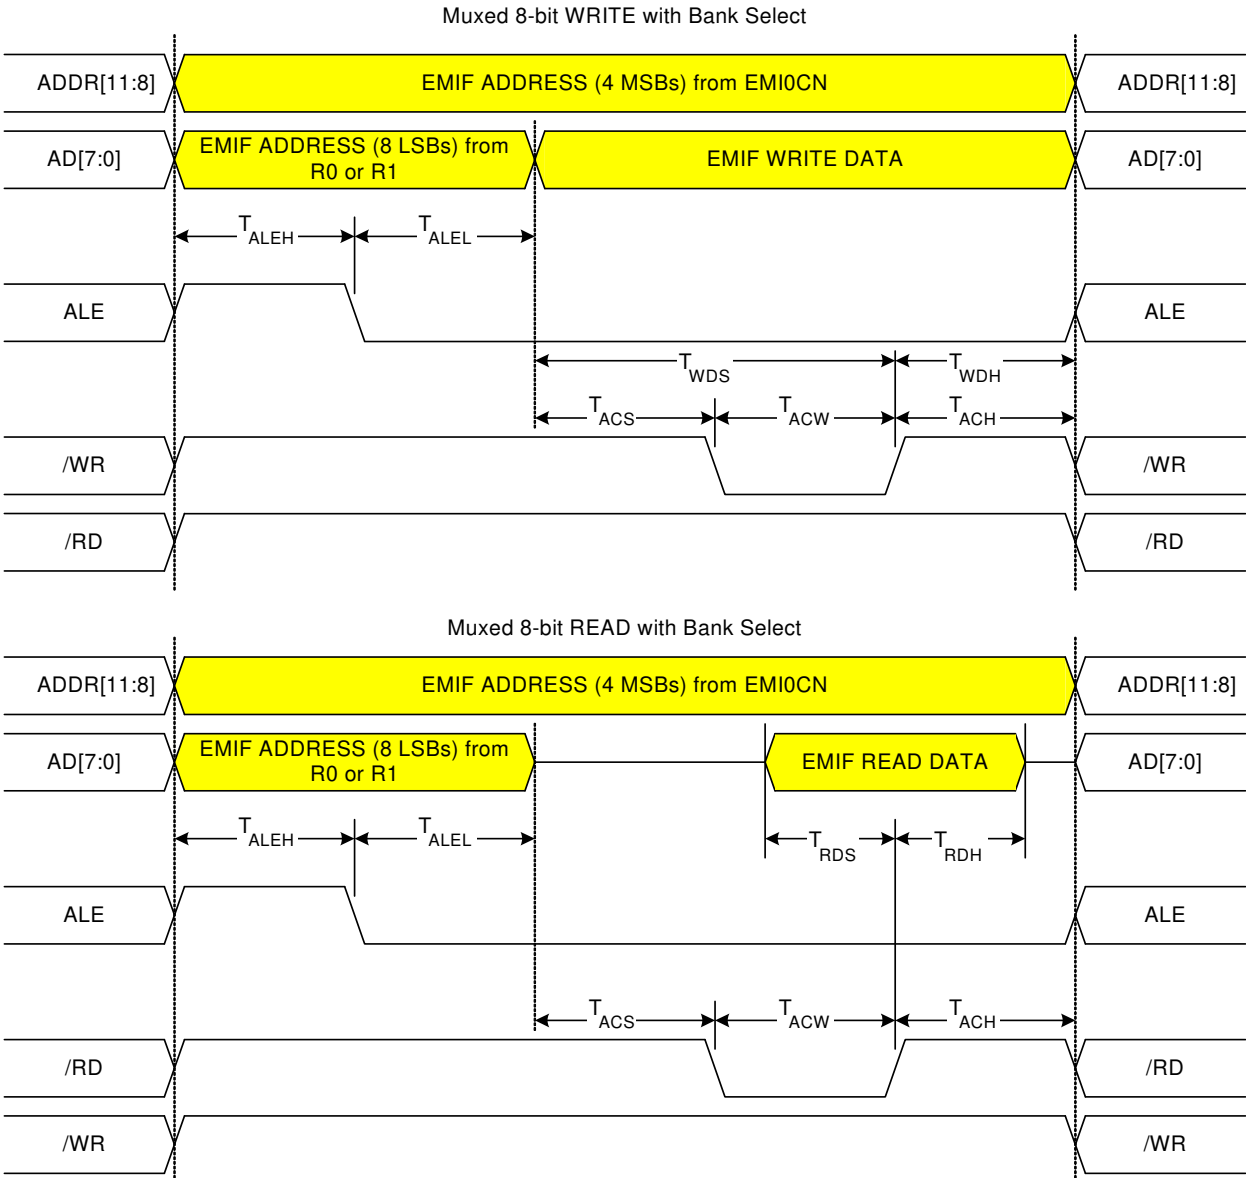 Muxed 8-bit WRITE with Bank Select
ADDR[11:8] EMIF ADDRESS (4 MSBs) from EMI0CN ADDR[11:8]
AD[7:0] EMIF ADDRESS (8 LSBs) from R0 or R1 EMIF WRITE DATA AD[7:0]
TALEH TALEL
ALE ALE
TWDS TWDH
TACS TACW TACH
/WR /WR
/RD /RD
Muxed 8-bit READ with Bank Select
ADDR[11:8] EMIF ADDRESS (4 MSBs) from EMI0CN ADDR[11:8]
AD[7:0] EMIF ADDRESS (8 LSBs) from R0 or R1 EMIF READ DATA AD[7:0]
TALEH TALEL TRDS TRDH
ALE ALE
TACS TACW TACH
/RD /RD
/WR /WR